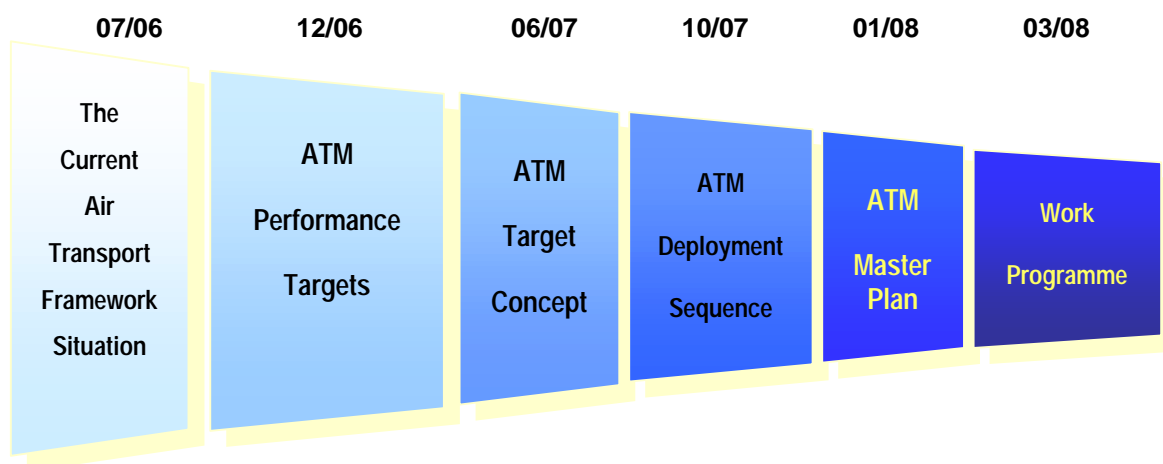 07/06 12/06 06/07 10/07 01/08 03/08
The
Current
Air
Transport
Framework
Situation
ATM
Performance
Targets
ATM
Target
Concept
ATM
Deployment
Sequence
ATM
Master
Plan
Work
Programme